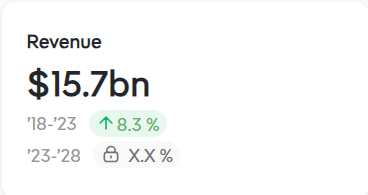 Revenue
$15.7bn
'18-'23 ↑ 8.3 %
'23-'28 X.X %